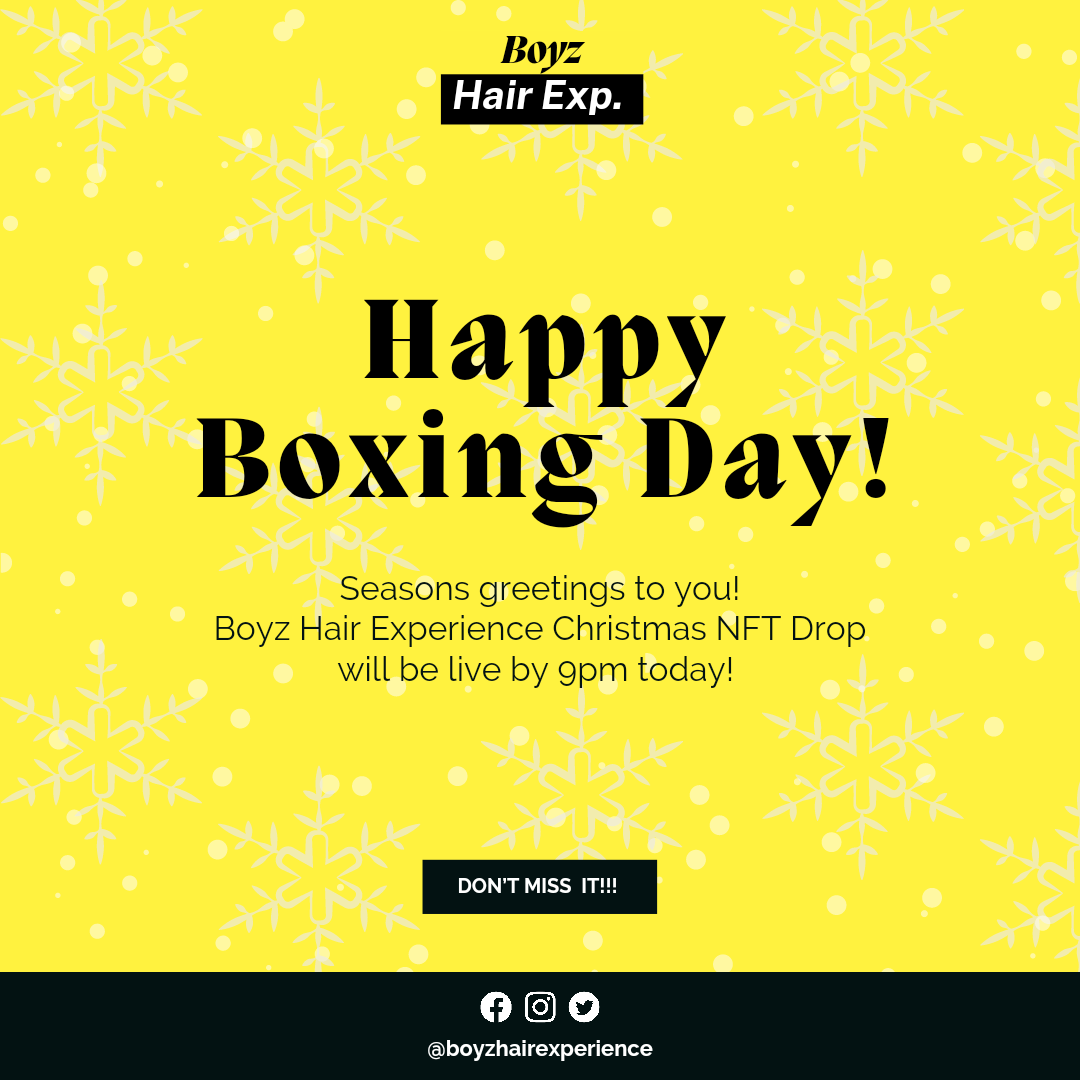 Boyz
Hair Exp.
Happy
Boxing Day!
Seasons greetings to you!
Boyz Hair Experience Christmas NFT Drop
will be live by 9pm today!
DON'T MISS  IT!!!
@boyzhairexperience